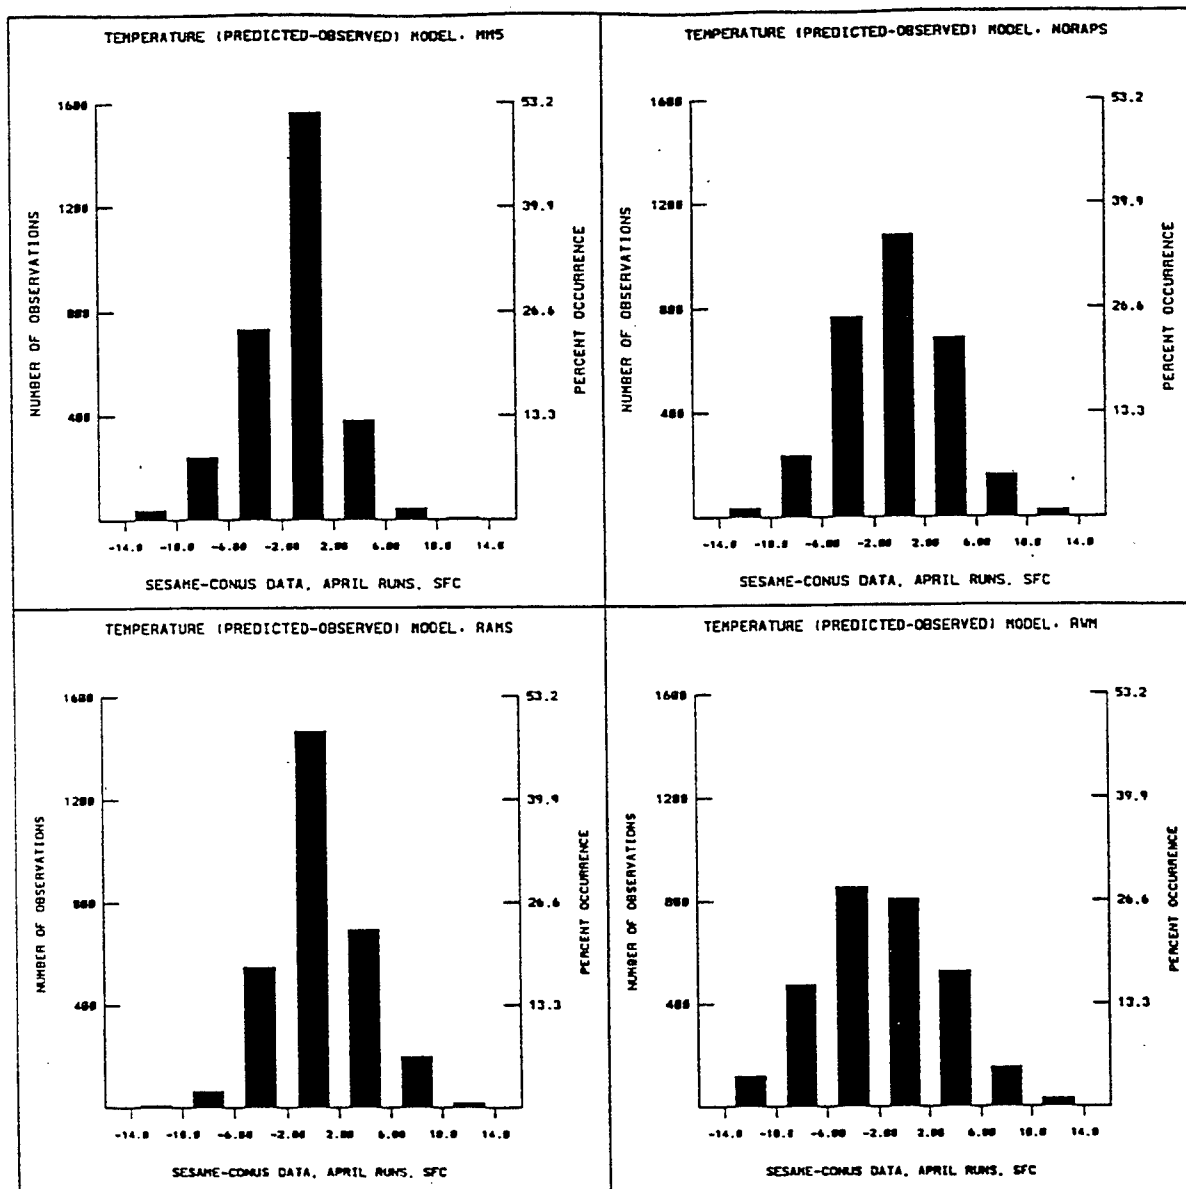 TEMPERATURE (PREDICTED-OBSERVED) MODEL. MM5
1600
1200
800
400
NUMBER OF OBSERVATIONS
53.2
39.9
26.6
13.3
PERCENT OCCURRENCE
-14.0 -10.0 -6.00 -2.00 2.00 6.00 10.0 14.0
SESAME-CONUS DATA, APRIL RUNS, SFC
TEMPERATURE (PREDICTED-OBSERVED) MODEL. NORAPS
1600
1200
800
400
NUMBER OF OBSERVATIONS
53.2
39.9
26.6
13.3
PERCENT OCCURRENCE
-14.0 -10.0 -6.00 -2.00 2.00 6.00 10.0 14.0
SESAME-CONUS DATA, APRIL RUNS, SFC
TEMPERATURE (PREDICTED-OBSERVED) MODEL. RAMS
1600
1200
800
400
NUMBER OF OBSERVATIONS
53.2
39.9
26.6
13.3
PERCENT OCCURRENCE
-14.0 -10.0 -6.00 -2.00 2.00 6.00 10.0 14.0
SESAME-CONUS DATA, APRIL RUNS, SFC
TEMPERATURE (PREDICTED-OBSERVED) MODEL. RWM
1600
1200
800
400
NUMBER OF OBSERVATIONS
53.2
39.9
26.6
13.3
PERCENT OCCURRENCE
-14.0 -10.0 -6.00 -2.00 2.00 6.00 10.0 14.0
SESAME-CONUS DATA, APRIL RUNS, SFC